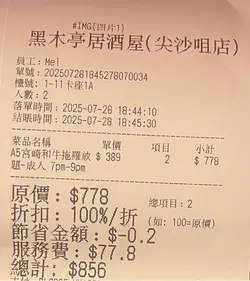 #IMG{图片1}
黑木亭居酒屋(尖沙咀店)
員工：Mel
單號：202507281845278070034
檯號：1-11卡座1A
人數：2
落單時間：2025-07-28 18:44:10
結賬時間：2025-07-28 18:45:30
菜品名稱 單價 項目 小計
A5宮崎和牛拖羅放 $ 389 2 $ 778
題-成人 7pm-9pm
原價：$778 總項目：2
折扣：100%/折 (如: 100=原價)
節省金額：$-0.2
服務費：$77.8
總計：$856